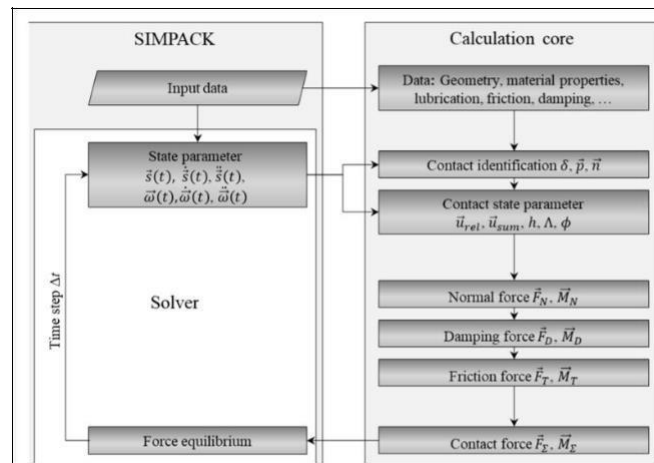 SIMPACK
Input data
State parameter
s⃗(t), ṡ⃗(t), s̈⃗(t),
ω⃗(t), ω̇⃗(t), ω̈⃗(t)
Time step Δt
Solver
Force equilibrium
Calculation core
Data: Geometry, material properties,
lubrication, friction, damping, …
Contact identification δ, p⃗, n⃗
Contact state parameter
u⃗rel, u⃗sum, h, Λ, ϕ
Normal force F⃗N, M⃗N
Damping force F⃗D, M⃗D
Friction force F⃗T, M⃗T
Contact force F⃗Σ, M⃗Σ